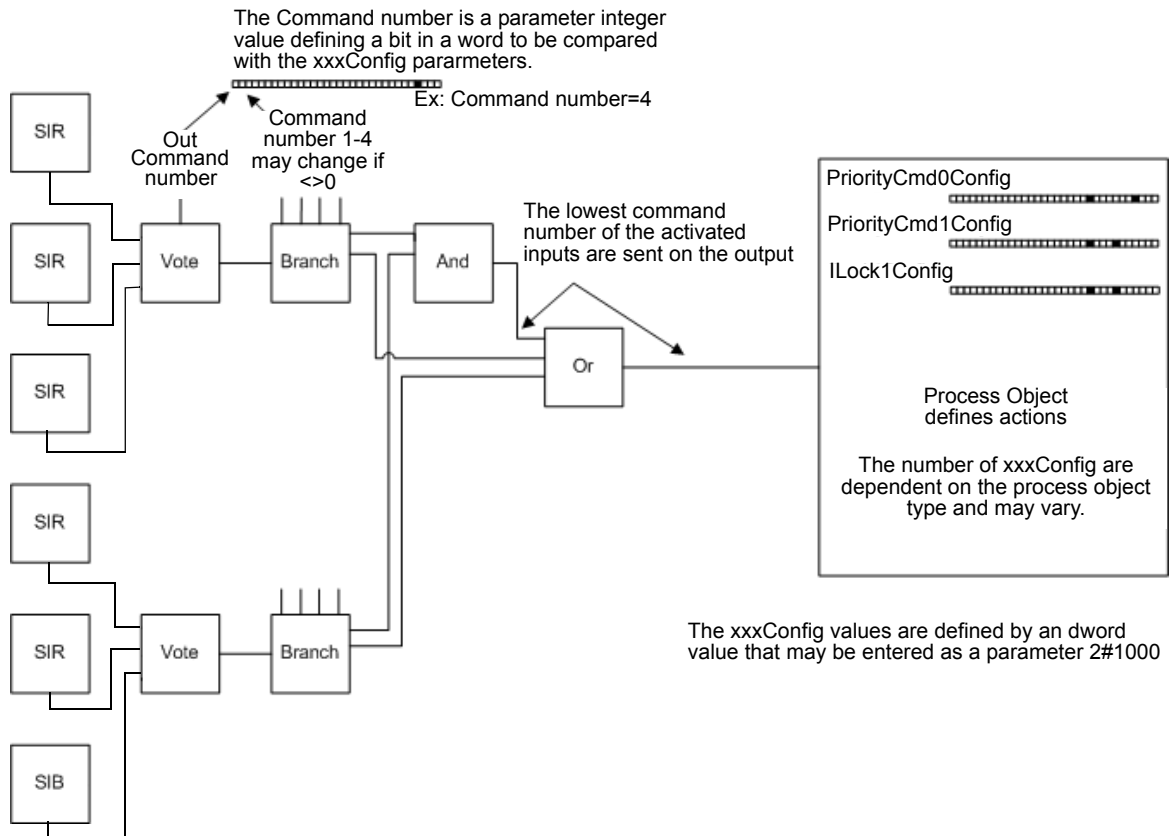 The Command number is a parameter integer
value defining a bit in a word to be compared
with the xxxConfig pararmeters.
Ex: Command number=4
SIR
Out
Command
number
Command
number 1-4
may change if
<>0
PriorityCmd0Config
PriorityCmd1Config
ILock1Config
The lowest command
number of the activated
inputs are sent on the output
SIR
Vote
Branch
And
Or
SIR
Process Object
defines actions
The number of xxxConfig are
dependent on the process object
type and may vary.
SIR
SIR
Vote
Branch
The xxxConfig values are defined by an dword
value that may be entered as a parameter 2#1000
SIB